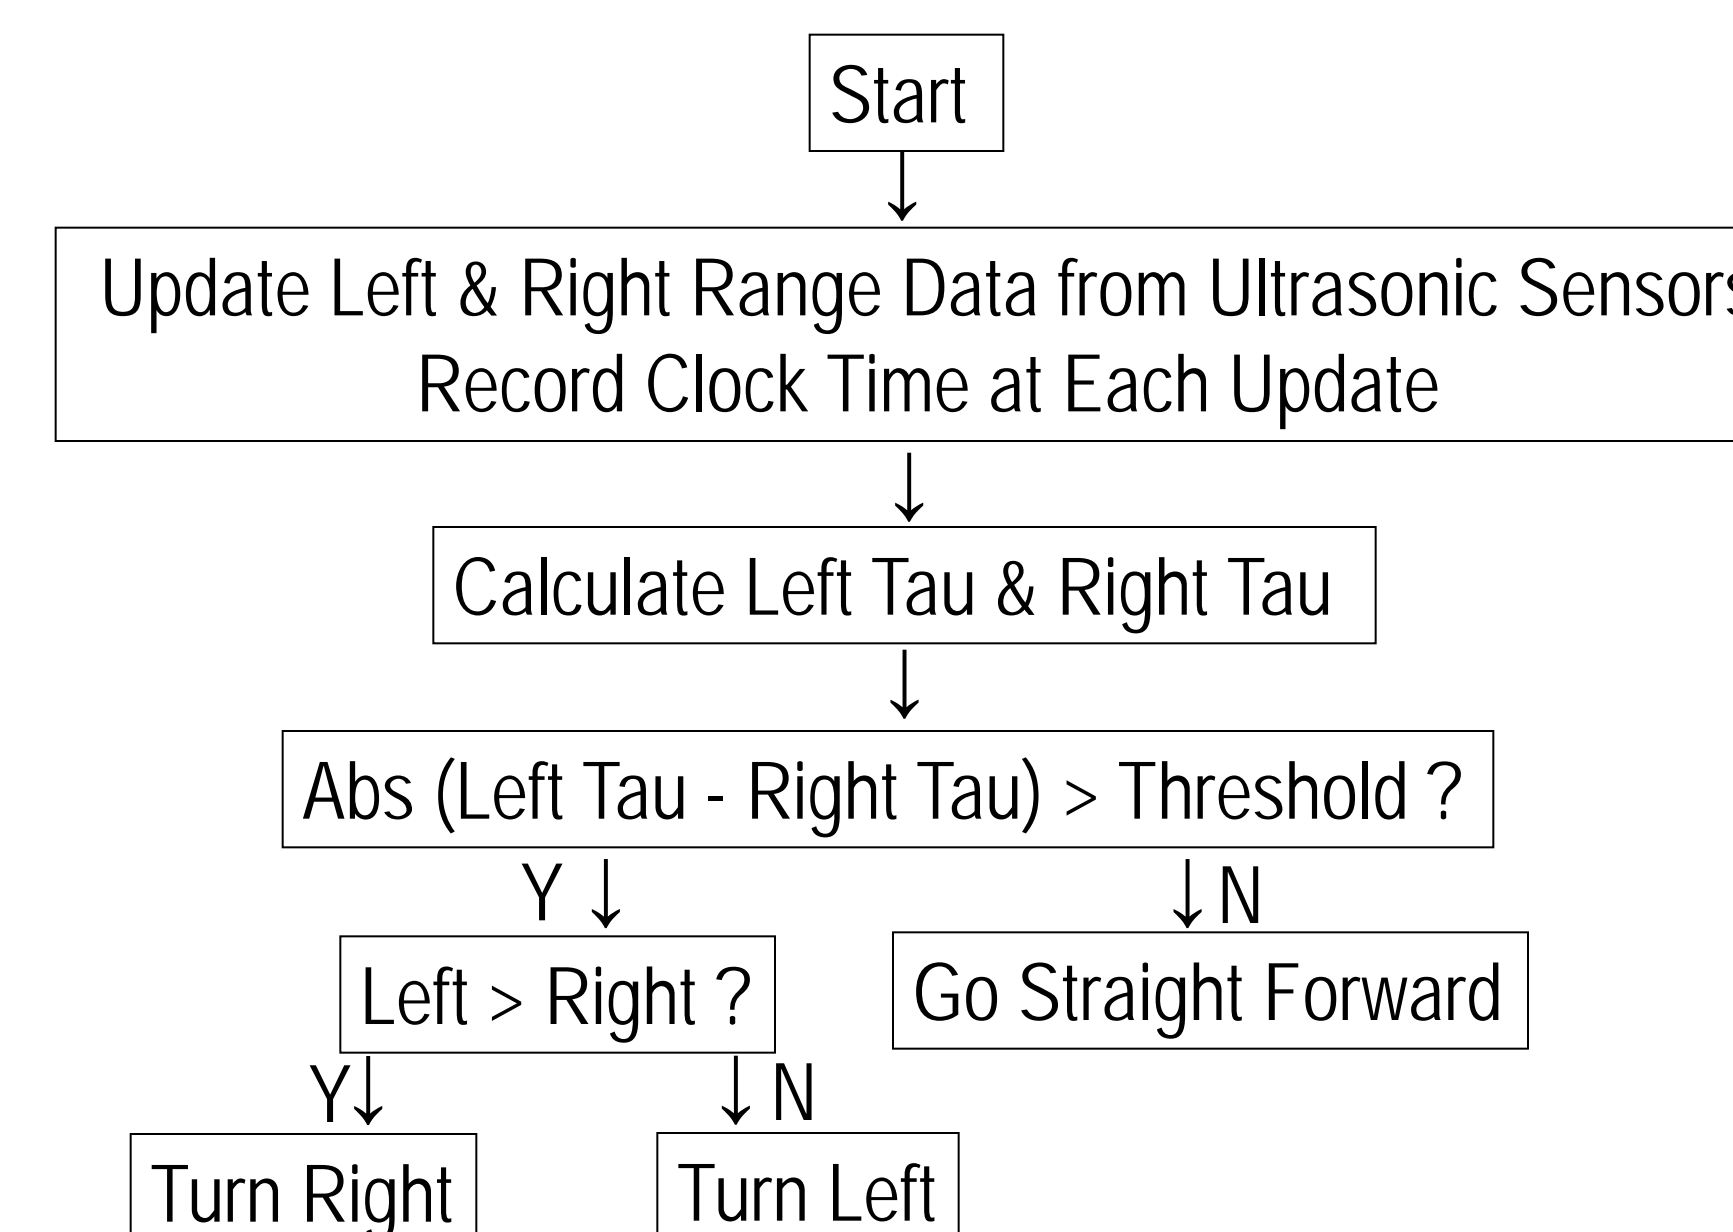 Start
Update Left & Right Range Data from Ultrasonic Sensors
Record Clock Time at Each Update
Calculate Left Tau & Right Tau
Abs (Left Tau - Right Tau) > Threshold ?
Y
N
Left > Right ?
Go Straight Forward
Y
N
Turn Right
Turn Left